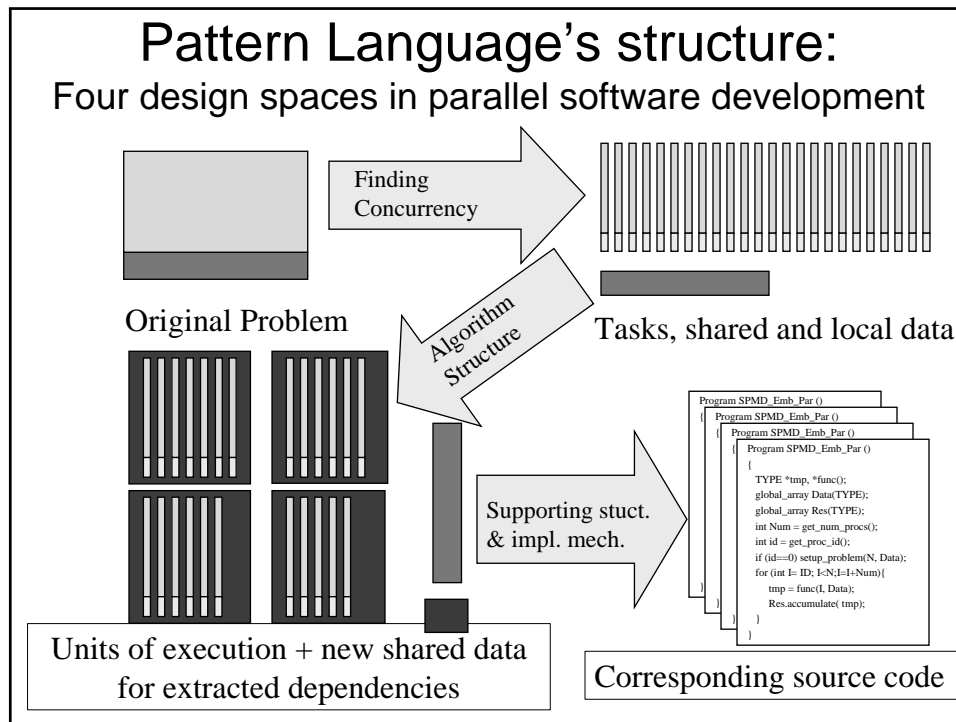 Pattern Language's structure:
Four design spaces in parallel software development
Finding
Concurrency
Original Problem
Tasks, shared and local data
Algorithm
Structure
Supporting stuct.
& impl. mech.
Program SPMD_Emb_Par ()
{
Program SPMD_Emb_Par ()
{
Program SPMD_Emb_Par ()
{
Program SPMD_Emb_Par ()
{
TYPE *tmp, *func();
global_array Data(TYPE);
global_array Res(TYPE);
int Num = get_num_procs();
int id = get_proc_id();
if (id==0) setup_problem(N, Data);
for (int I= ID; I<N;I=I+Num){
tmp = func(I, Data);
Res.accumulate( tmp);
}
}
}
}
}
Units of execution + new shared data
for extracted dependencies
Corresponding source code